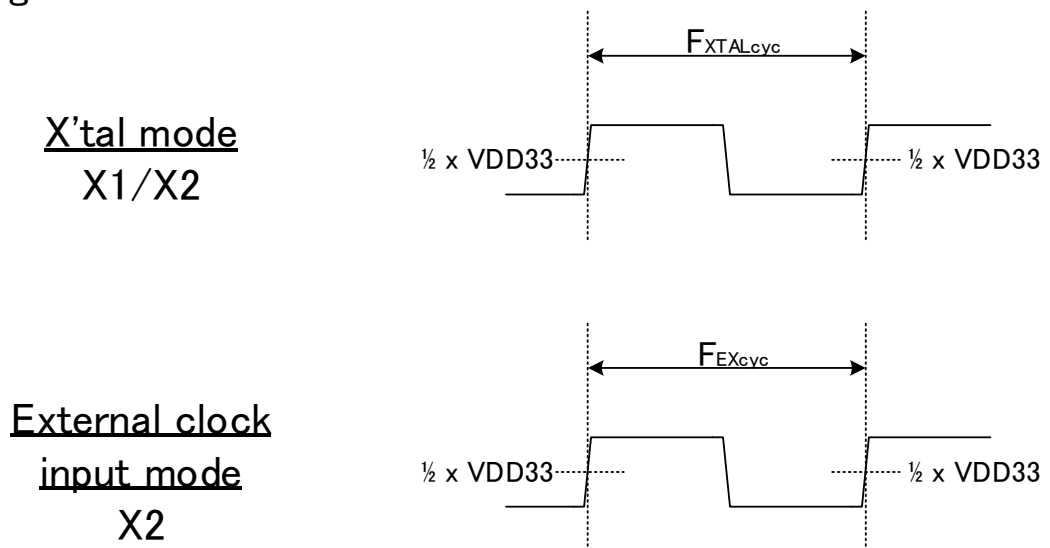 g
FXTALcyc
X'tal mode
X1/X2
½ x VDD33
½ x VDD33
FEXcyc
External clock
input mode
X2
½ x VDD33
½ x VDD33